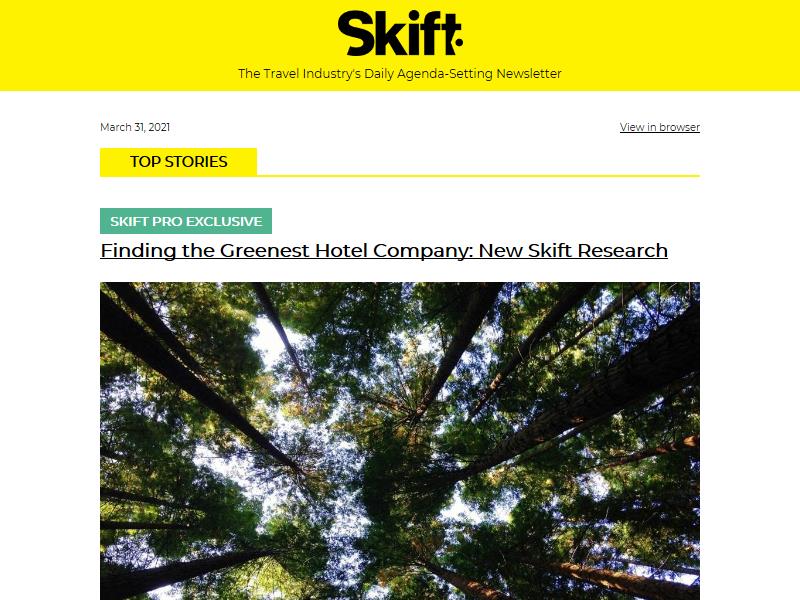 Skift
The Travel Industry's Daily Agenda-Setting Newsletter
March 31, 2021
View in browser
TOP STORIES
SKIFT PRO EXCLUSIVE
Finding the Greenest Hotel Company: New Skift Research